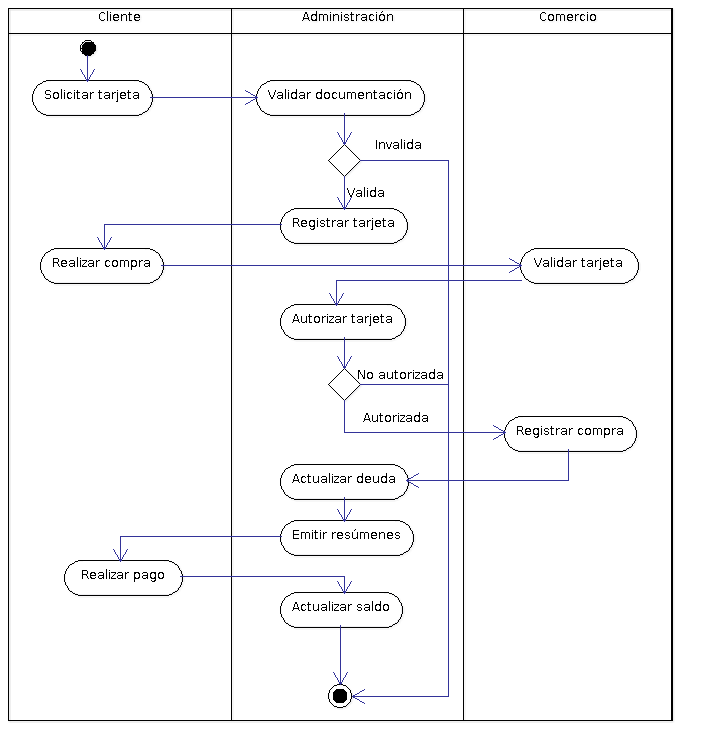 Cliente
Administración
Comercio
Solicitar tarjeta
Validar documentación
Invalida
Valida
Registrar tarjeta
Realizar compra
Validar tarjeta
Autorizar tarjeta
No autorizada
Autorizada
Registrar compra
Actualizar deuda
Emitir resúmenes
Realizar pago
Actualizar saldo